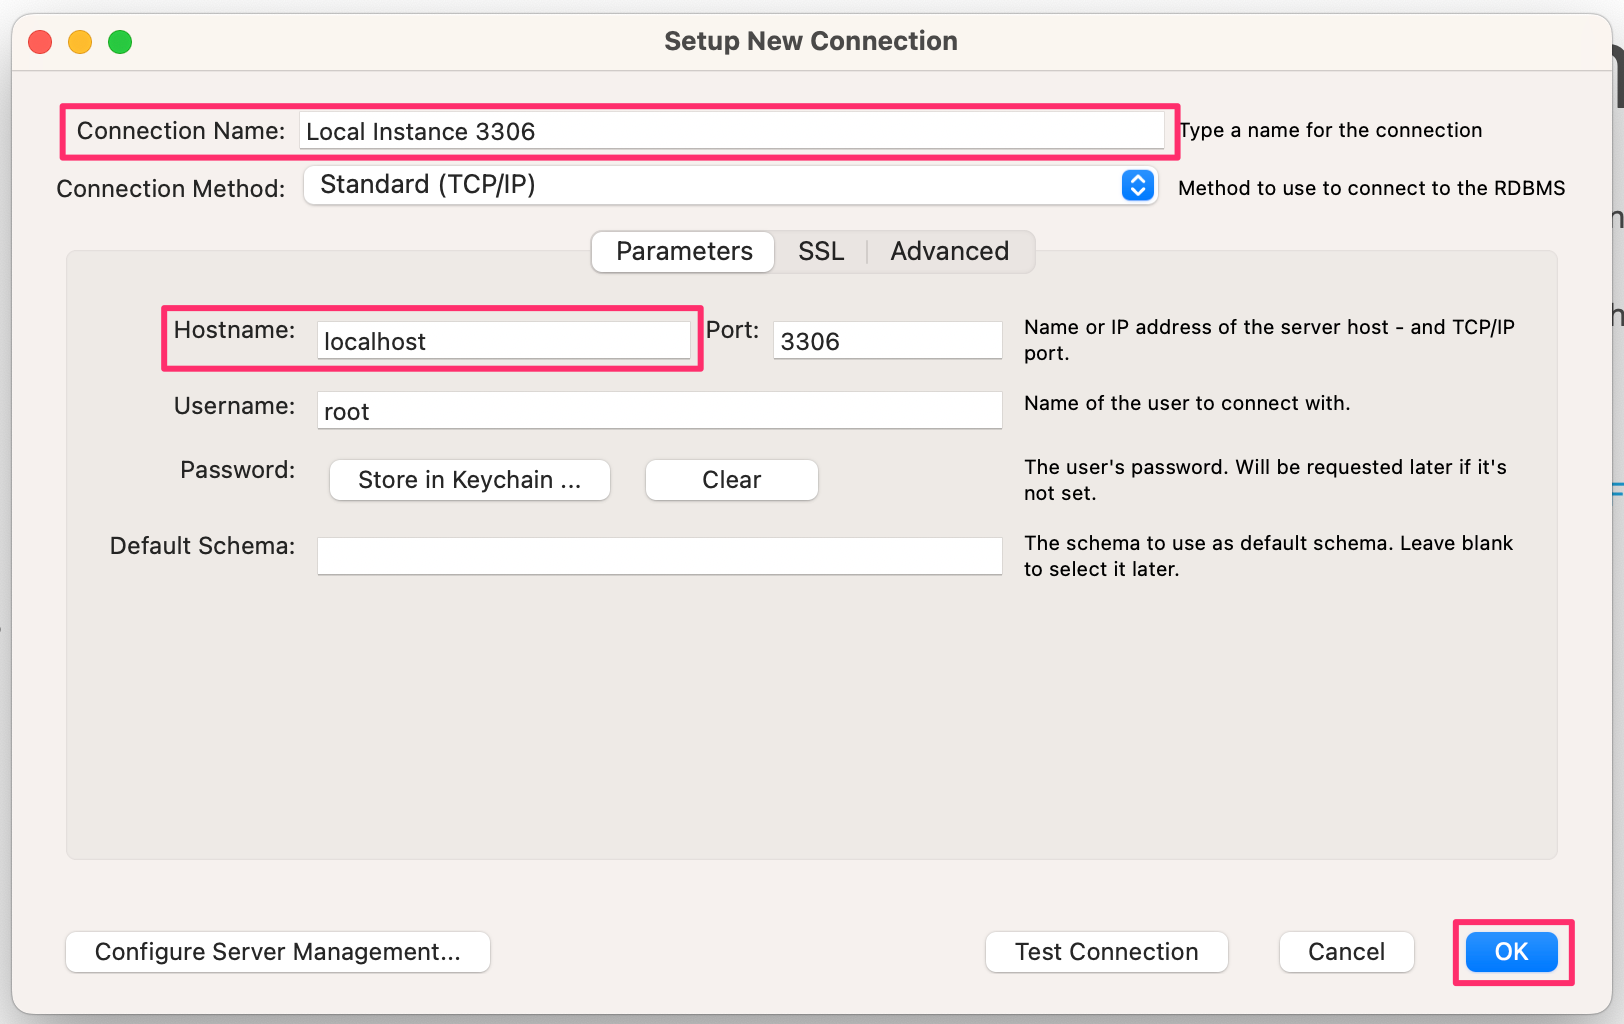 Setup New Connection
Connection Name: Local Instance 3306 Type a name for the connection
Connection Method: Standard (TCP/IP) Method to use to connect to the RDBMS
Parameters SSL Advanced
Hostname: localhost Port: 3306 Name or IP address of the server host - and TCP/IP
port.
Username: root Name of the user to connect with.
Password: Store in Keychain ... Clear The user's password. Will be requested later if it's
not set.
Default Schema: The schema to use as default schema. Leave blank
to select it later.
Configure Server Management... Test Connection Cancel OK